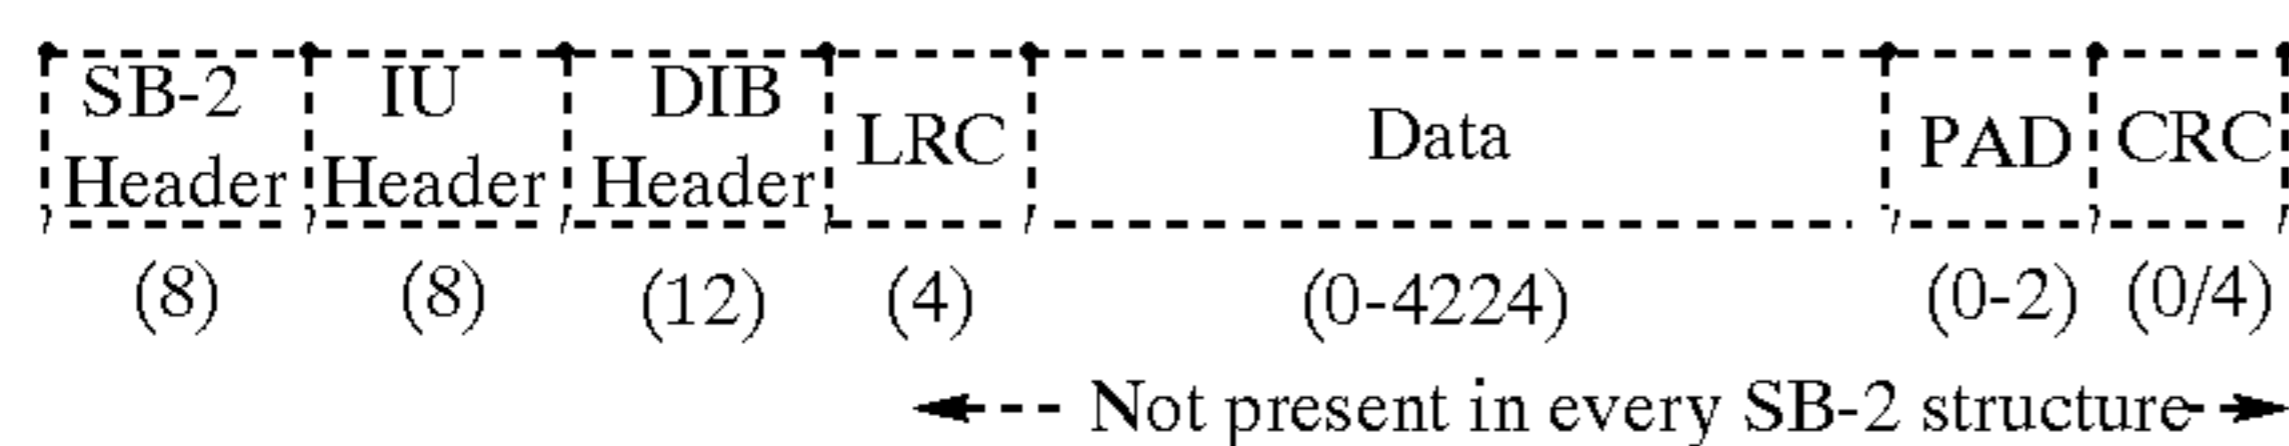 SB-2 Header
IU Header
DIB Header
LRC
Data
PAD
CRC
(8) (8) (12) (4) (0-4224) (0-2) (0/4)
Not present in every SB-2 structure